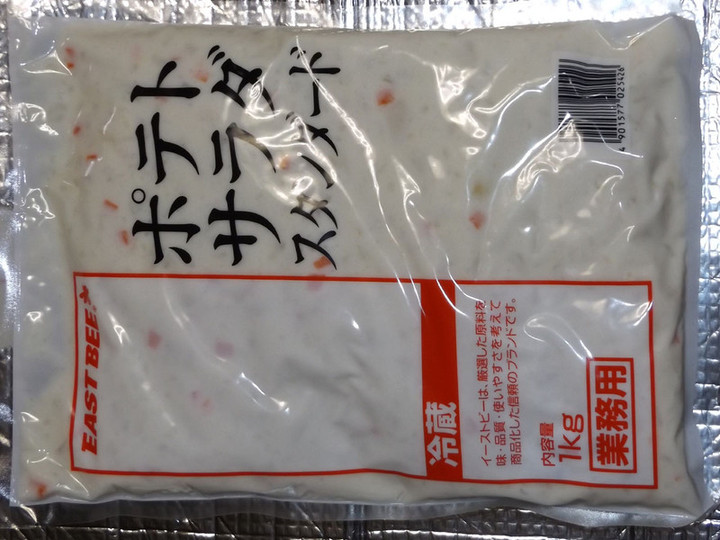 ポテト
サラダ
スタンダード
EAST BEE
冷蔵
イーストビーは、厳選した原料を
味・品質・使いやすさを考えて
商品化した信頼のブランドです。
内容量
1kg
業務用
4 901577 025426